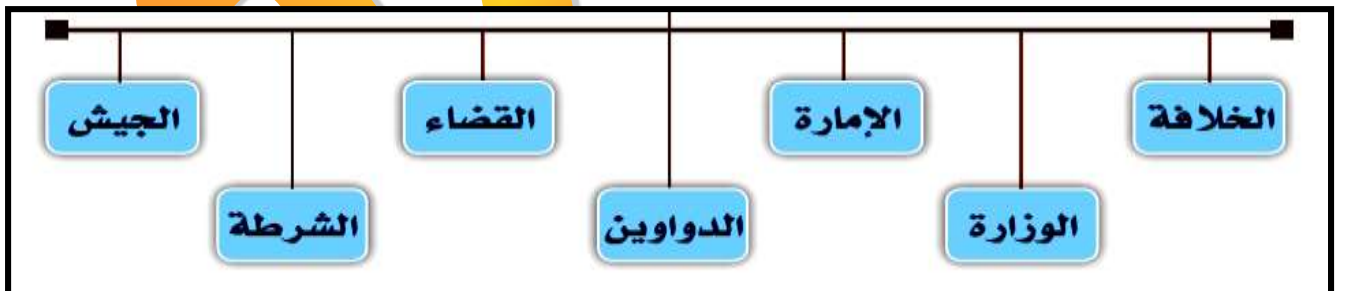 الخلافة
الوزارة
الإمارة
الدواوين
القضاء
الشرطة
الجيش